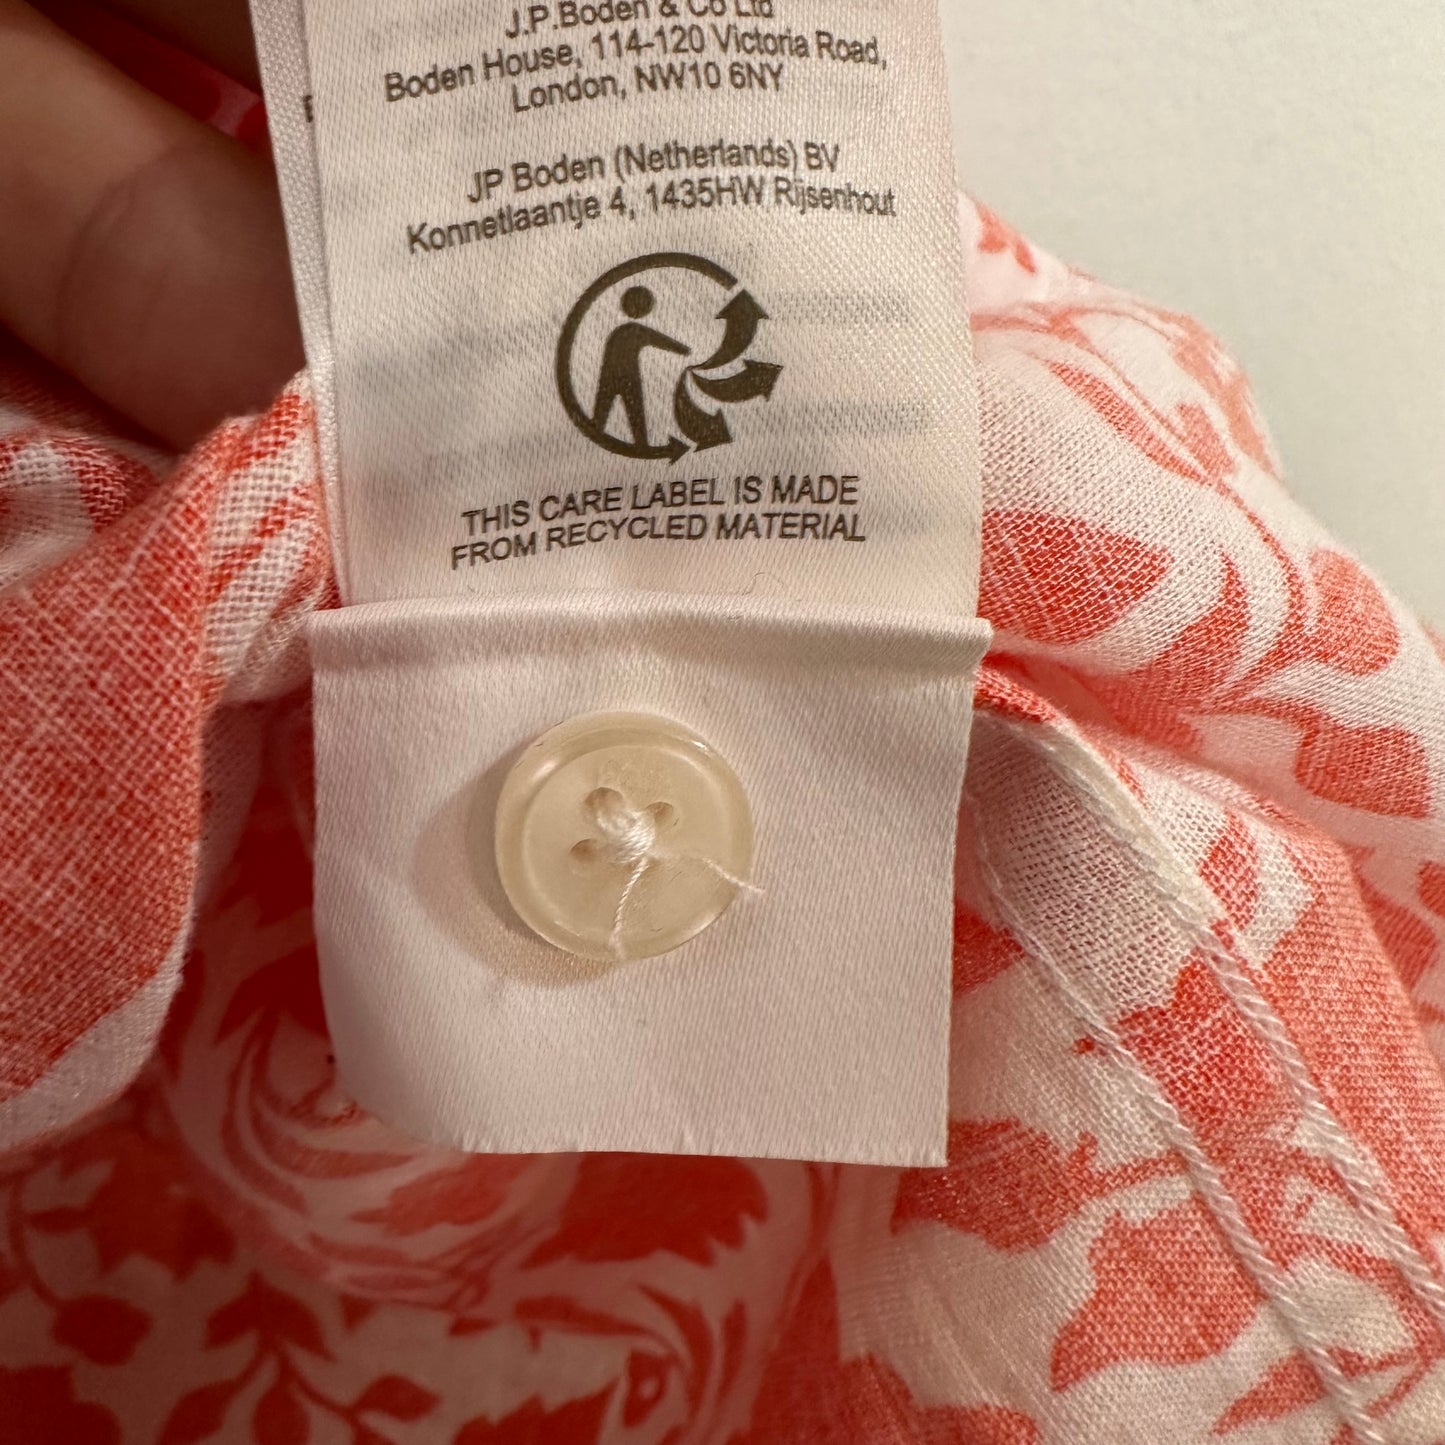 J.P.Boden & Co Ltd
Boden House, 114-120 Victoria Road,
London, NW10 6NY
JP Boden (Netherlands) BV
Konnetlaantje 4, 1435HW Rijsenhout
THIS CARE LABEL IS MADE
FROM RECYCLED MATERIAL